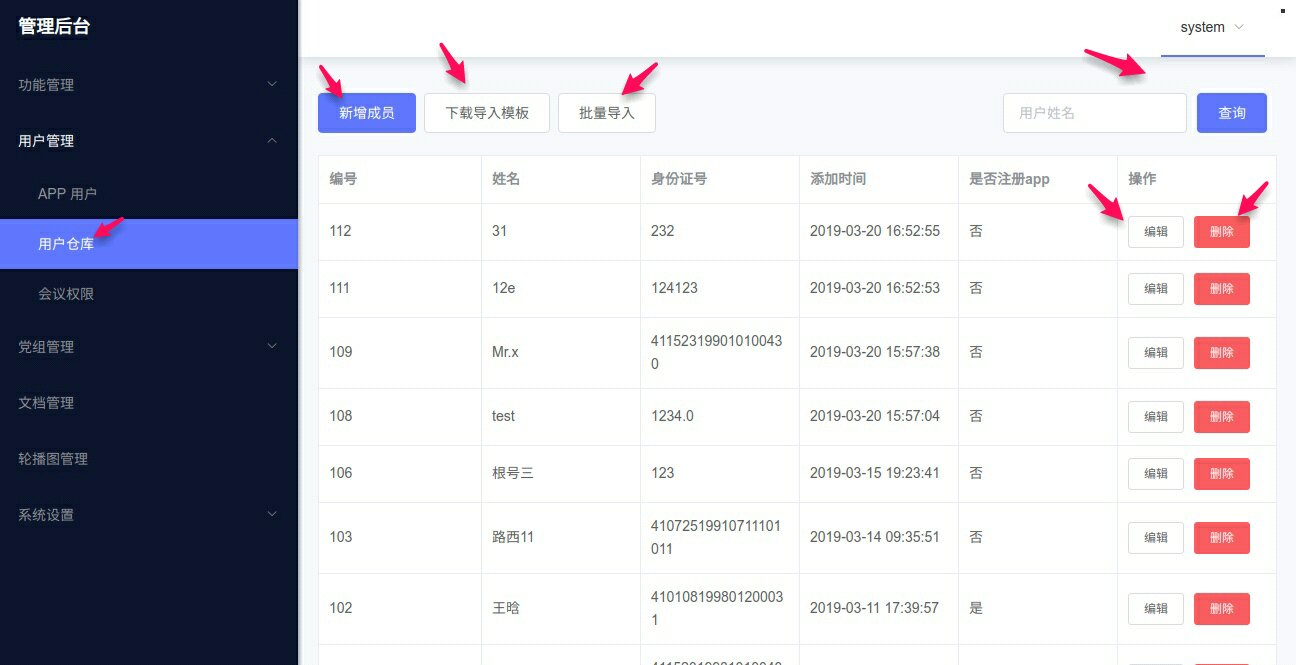 管理后台
system
功能管理
用户管理
APP 用户
用户仓库
会议权限
党组管理
文档管理
轮播图管理
系统设置
新增成员 下载导入模板 批量导入 用户姓名 查询
编号 姓名 身份证号 添加时间 是否注册app 操作
112 31 232 2019-03-20 16:52:55 否 编辑 删除
111 12e 124123 2019-03-20 16:52:53 否 编辑 删除
109 Mr.x 41152319901010043 2019-03-20 15:57:38 否 编辑 删除
0
108 test 1234.0 2019-03-20 15:57:04 否 编辑 删除
106 根号三 123 2019-03-15 19:23:41 否 编辑 删除
103 路西11 41072519910711101 2019-03-14 09:35:51 否 编辑 删除
011
102 王晗 41010819980120003 2019-03-11 17:39:57 是 编辑 删除
1